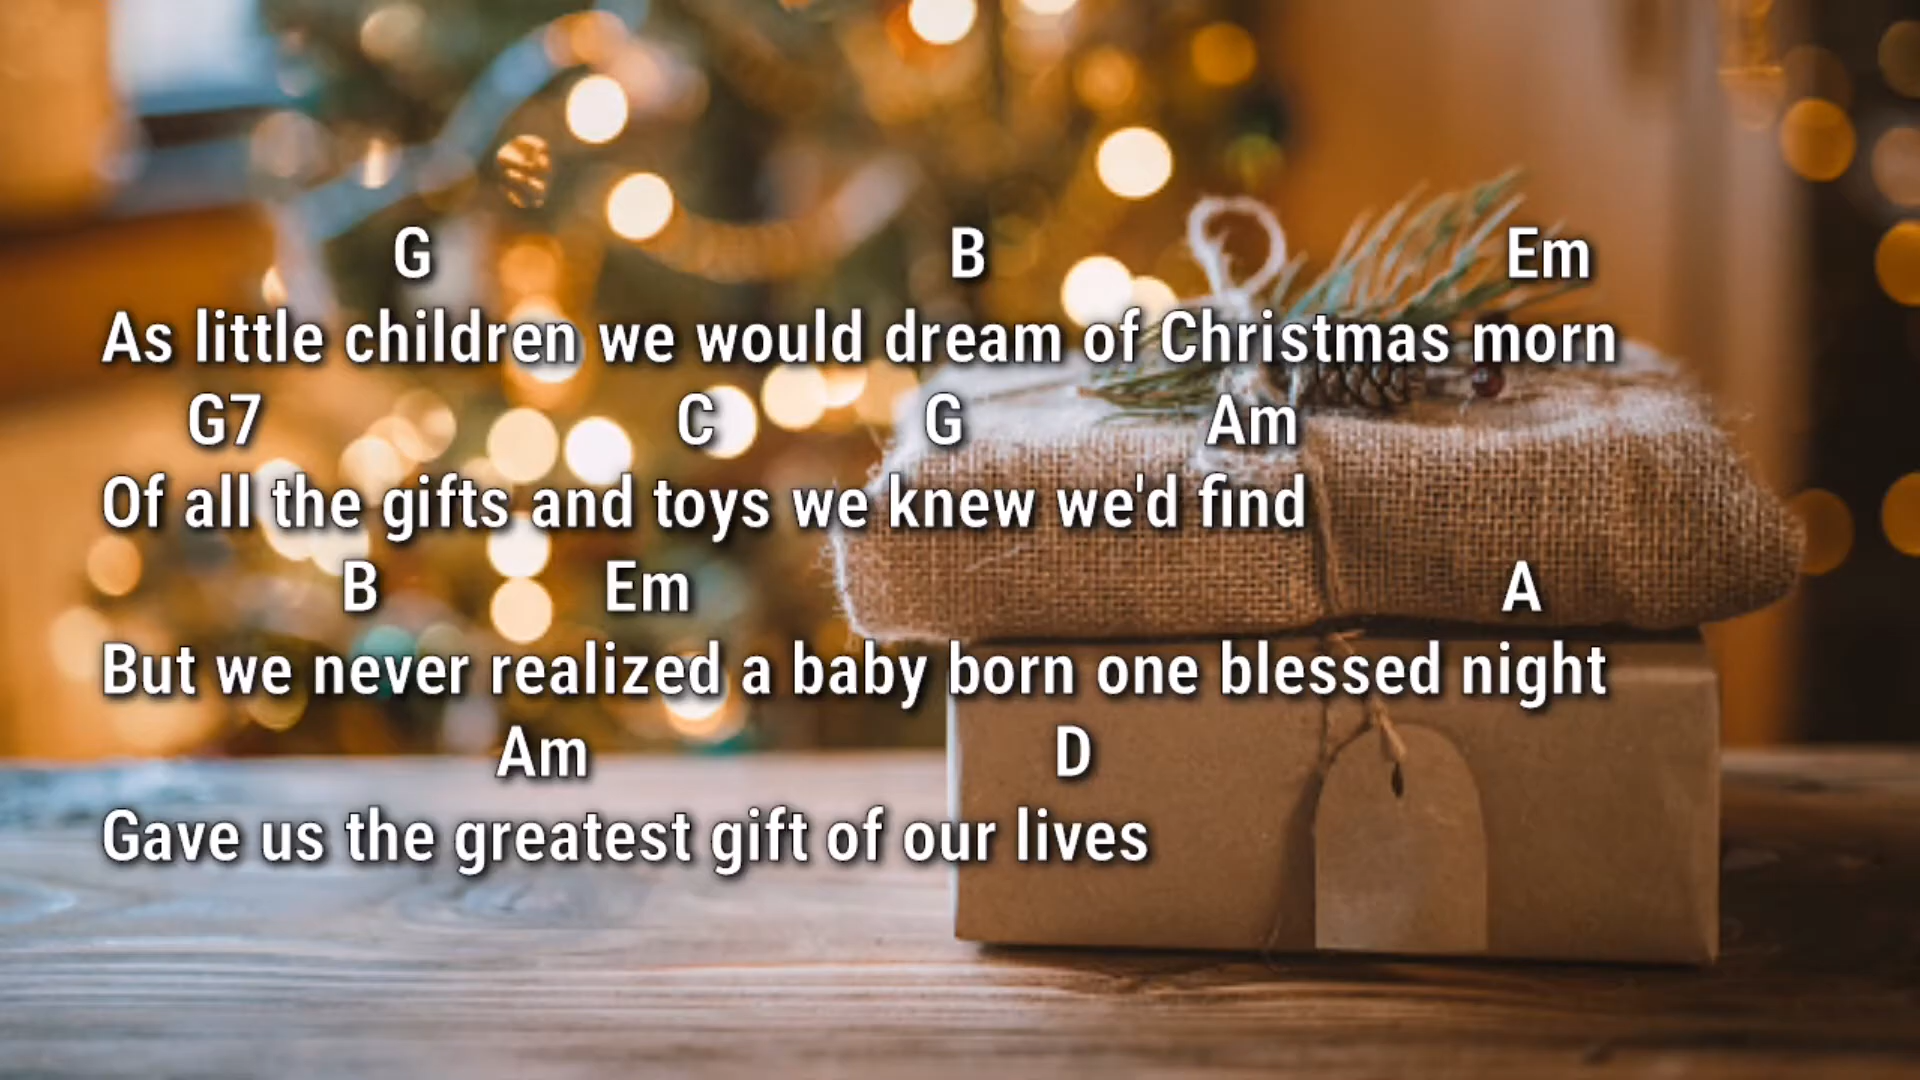 G B Em
As little children we would dream of Christmas morn
G7 C G Am
Of all the gifts and toys we knew we'd find
B Em A
But we never realized a baby born one blessed night
Am D
Gave us the greatest gift of our lives